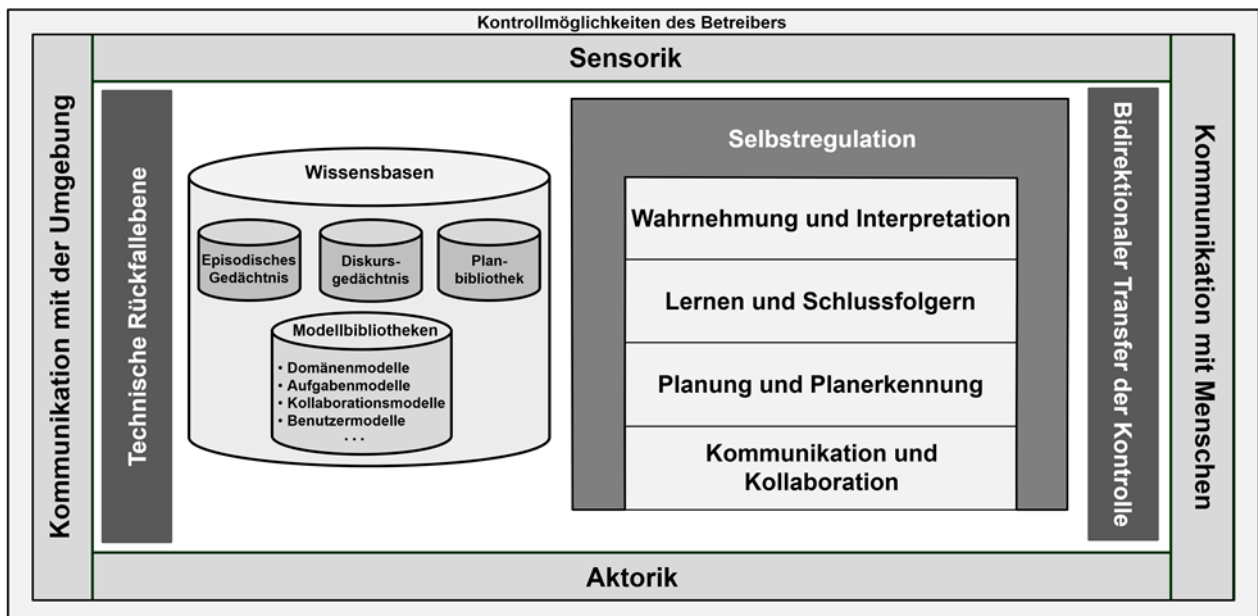 Kontrollmöglichkeiten des Betreibers
Sensorik
Kommunikation mit der Umgebung
Technische Rückfallebene
Wissensbasen
Episodisches
Gedächtnis
Diskurs-
gedächtnis
Plan-
bibliothek
Modellbibliotheken
• Domänenmodelle
• Aufgabenmodelle
• Kollaborationsmodelle
• Benutzermodelle
...
Selbstregulation
Wahrnehmung und Interpretation
Lernen und Schlussfolgern
Planung und Planerkennung
Kommunikation und
Kollaboration
Bidirektionaler Transfer der Kontrolle
Kommunikation mit Menschen
Aktorik